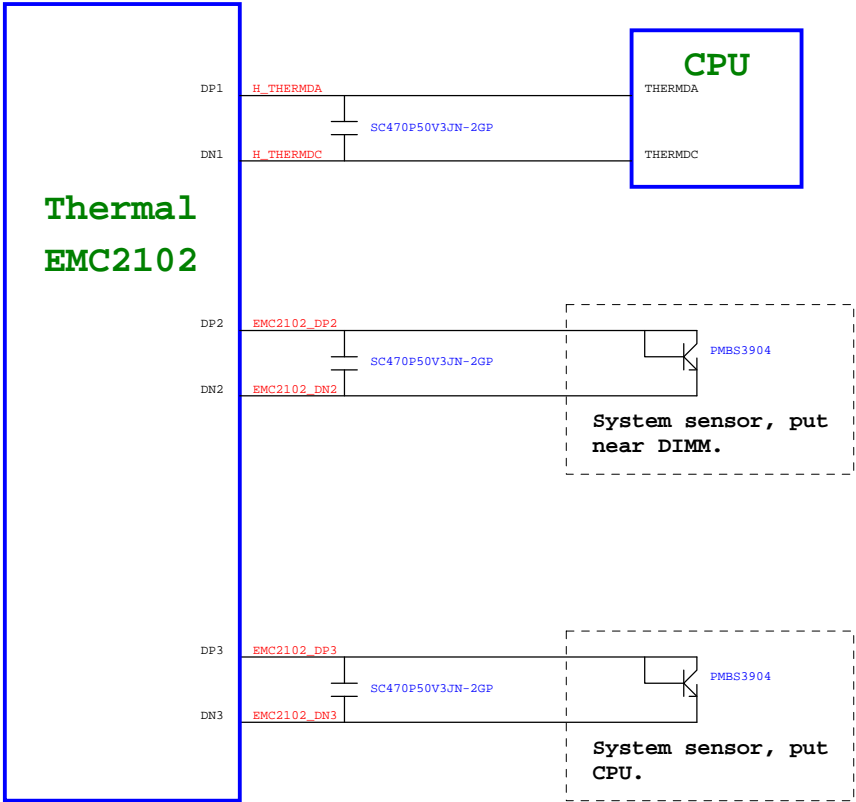 CPU
DP1 H_THERMDA THERMDA
SC470P50V3JN-2GP
DN1 H_THERMDC THERMDC
Thermal
EMC2102
DP2 EMC2102_DP2
PMBS3904
SC470P50V3JN-2GP
DN2 EMC2102_DN2
System sensor, put
near DIMM.
DP3 EMC2102_DP3
PMBS3904
SC470P50V3JN-2GP
DN3 EMC2102_DN3
System sensor, put
CPU.